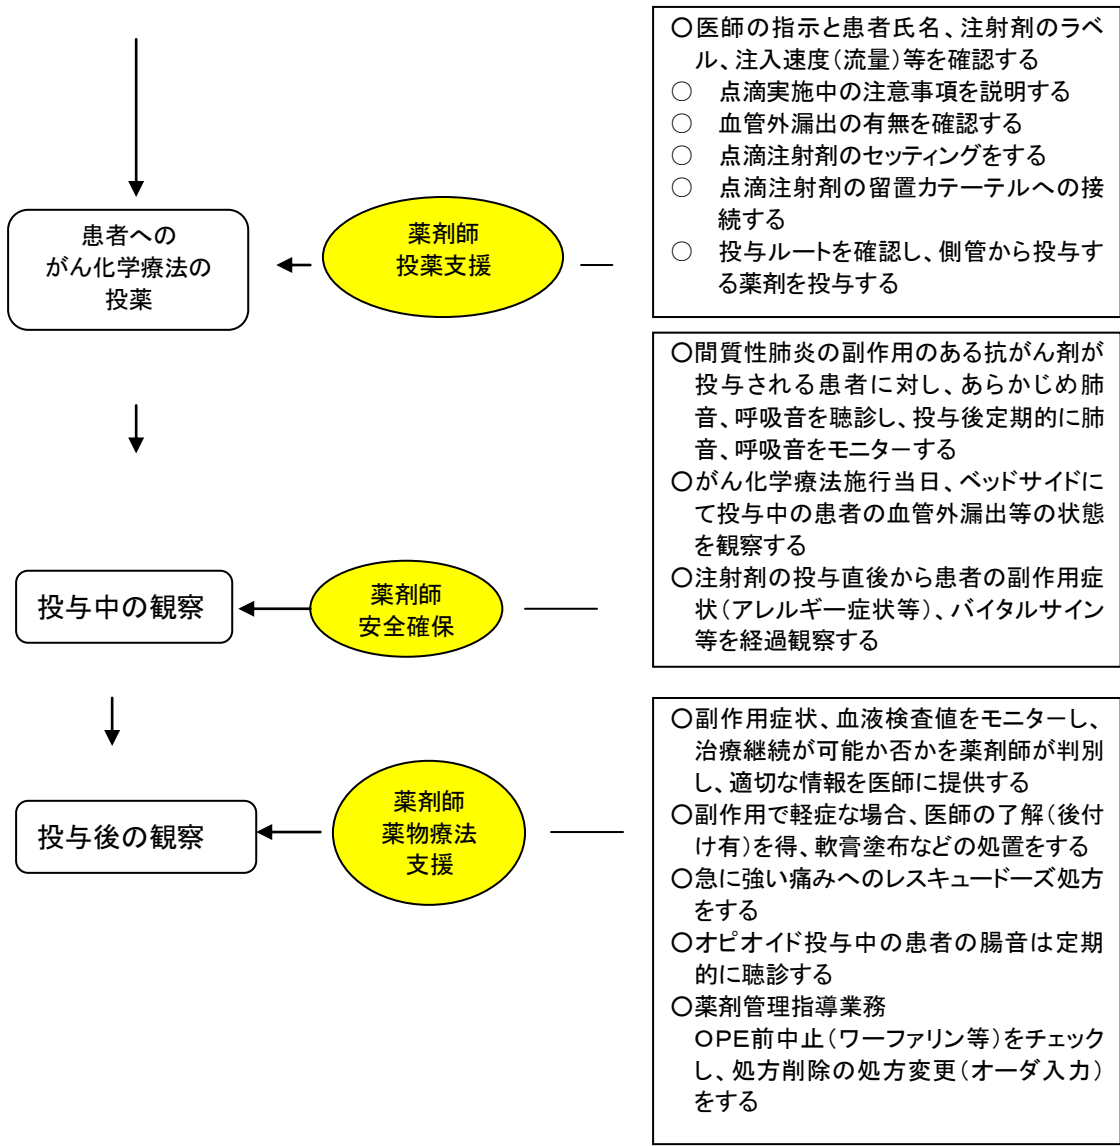 患者への
がん化学療法の
投薬
薬剤師
投薬支援
○医師の指示と患者氏名、注射剤のラベ
ル、注入速度(流量)等を確認する
○ 点滴実施中の注意事項を説明する
○ 血管外漏出の有無を確認する
○ 点滴注射剤のセッティングをする
○ 点滴注射剤の留置カテーテルへの接
続する
○ 投与ルートを確認し、側管から投与す
る薬剤を投与する
投与中の観察
薬剤師
安全確保
○間質性肺炎の副作用のある抗がん剤が
投与される患者に対し、あらかじめ肺
音、呼吸音を聴診し、投与後定期的に肺
音、呼吸音をモニターする
○がん化学療法施行当日、ベッドサイドに
て投与中の患者の血管外漏出等の状態
を観察する
○注射剤の投与直後から患者の副作用症
状(アレルギー症状等)、バイタルサイン
等を経過観察する
投与後の観察
薬剤師
薬物療法
支援
○副作用症状、血液検査値をモニターし、
治療継続が可能か否かを薬剤師が判別
し、適切な情報を医師に提供する
○副作用で軽症な場合、医師の了解(後付
け有)を得、軟膏塗布などの処置をする
○急に強い痛みへのレスキュードーズ処方
をする
○オピオイド投与中の患者の腸音は定期
的に聴診する
○薬剤管理指導業務
OPE前中止(ワーファリン等)をチェック
し、処方削除の処方変更(オーダ入力)
をする